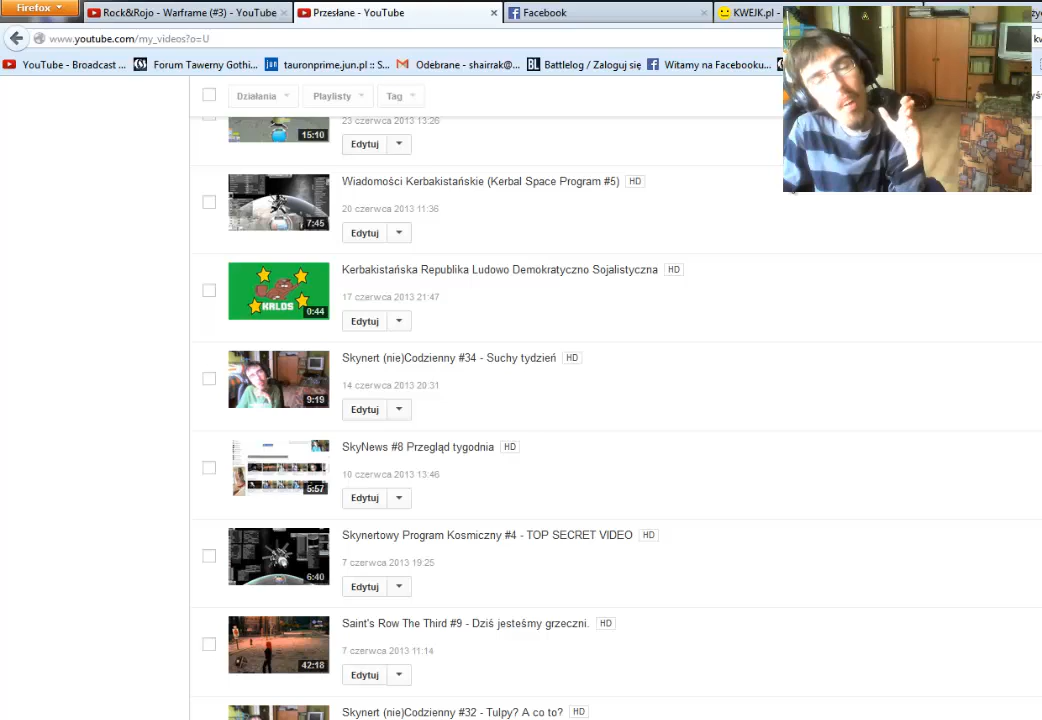 Firefox
Rock&Rojo - Warframe (#3) - YouTube
Przesłane - YouTube
Facebook
KWEJK.pl -
www.youtube.com/my_videos?o=U
YouTube - Broadcast ...
Forum Tawerny Gothi...
tauronprime.jun.pl :: S...
Odebrane - shairrak@...
Battlelog / Zaloguj się
Witamy na Facebooku...
Działania
Playlisty
Tag
23 czerwca 2013 13:26
15:10
Edytuj
Wiadomości Kerbakistańskie (Kerbal Space Program #5) HD
20 czerwca 2013 11:36
7:45
Edytuj
Kerbakistańska Republika Ludowo Demokratyczno Sojalistyczna HD
17 czerwca 2013 21:47
KRLDS
0:44
Edytuj
Skynert (nie)Codzienny #34 - Suchy tydzień HD
14 czerwca 2013 20:31
9:19
Edytuj
SkyNews #8 Przegląd tygodnia HD
10 czerwca 2013 13:46
5:57
Edytuj
Skynertowy Program Kosmiczny #4 - TOP SECRET VIDEO HD
7 czerwca 2013 19:25
6:40
Edytuj
Saint's Row The Third #9 - Dziś jesteśmy grzeczni. HD
7 czerwca 2013 11:14
42:18
Edytuj
Skynert (nie)Codzienny #32 - Tulpy? A co to? HD